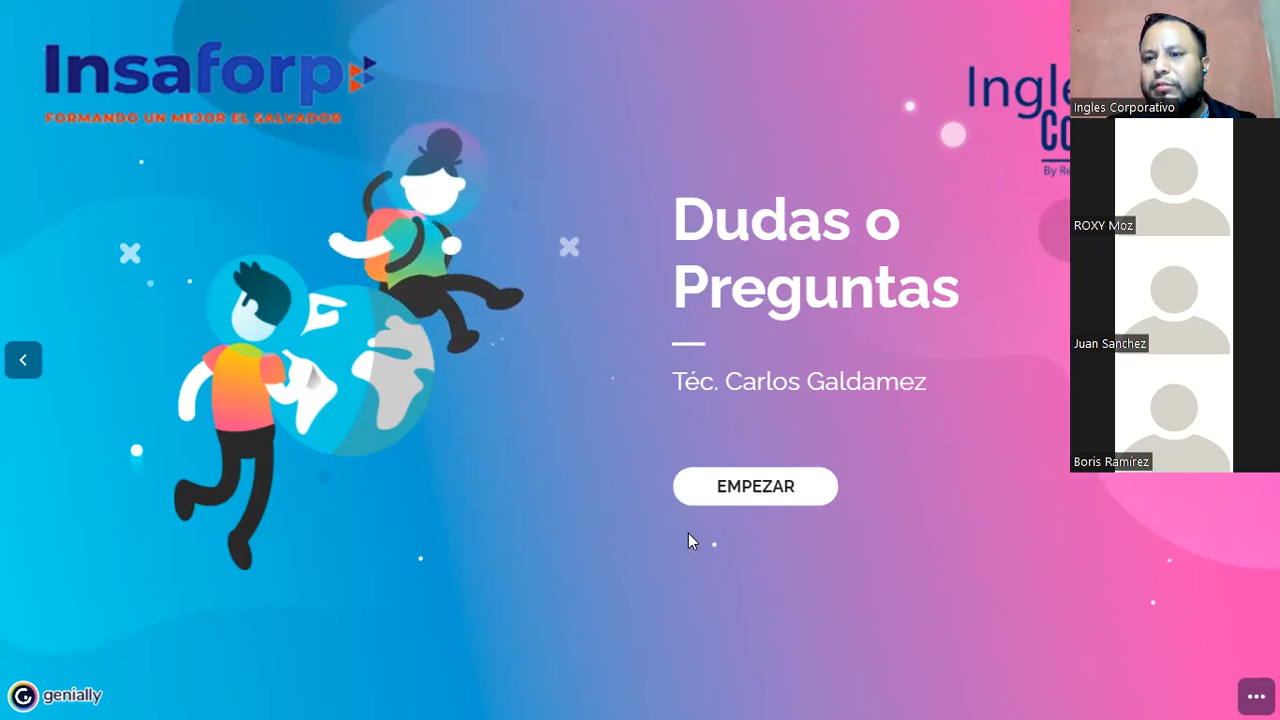 Insaforp
FORMANDO UN MEJOR EL SALVADOR
Dudas o
Preguntas
Téc. Carlos Galdamez
EMPEZAR
genially
Ingles Corporativo
ROXY Moz
Juan Sanchez
Boris Ramírez